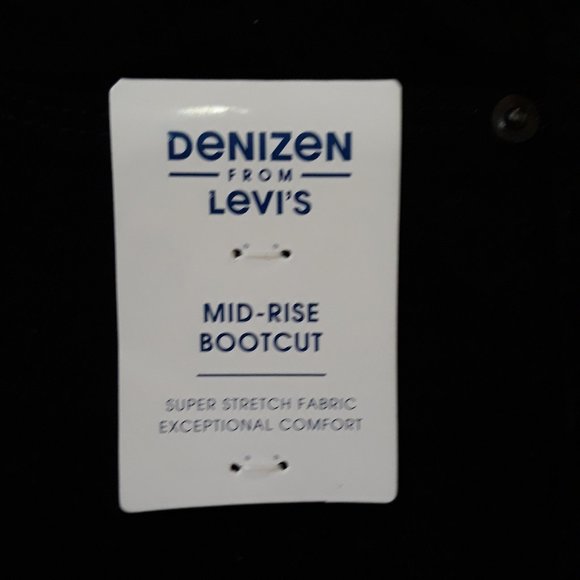 DeNIZeN
FROM
LeVI'S
MID-RISE
BOOTCUT
SUPER STRETCH FABRIC
EXCEPTIONAL COMFORT